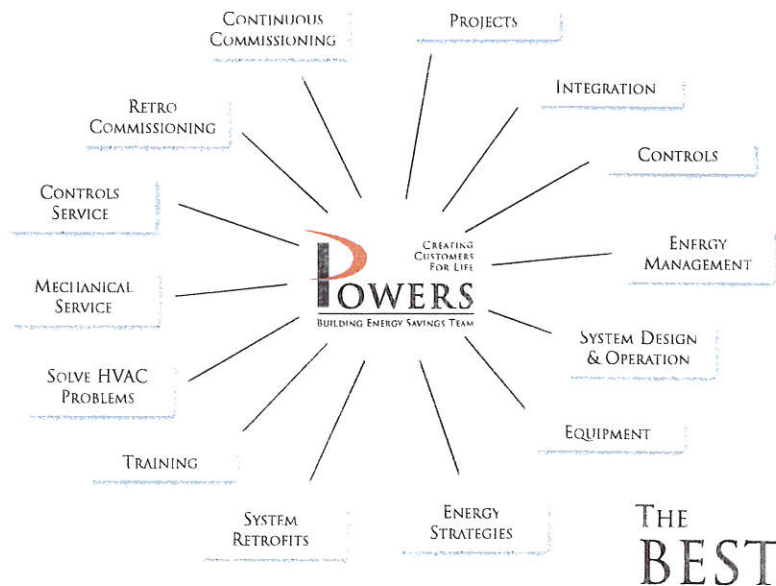 CONTINUOUS
COMMISSIONING
PROJECTS
RETRO
COMMISSIONING
INTEGRATION
CONTROLS
CONTROLS
SERVICE
CREATING
CUSTOMERS
FOR LIFE
POWERS
BUILDING ENERGY SAVINGS TEAM
ENERGY
MANAGEMENT
MECHANICAL
SERVICE
SYSTEM DESIGN
& OPERATION
SOLVE HVAC
PROBLEMS
EQUIPMENT
TRAINING
SYSTEM
RETROFITS
ENERGY
STRATEGIES
THE
BEST